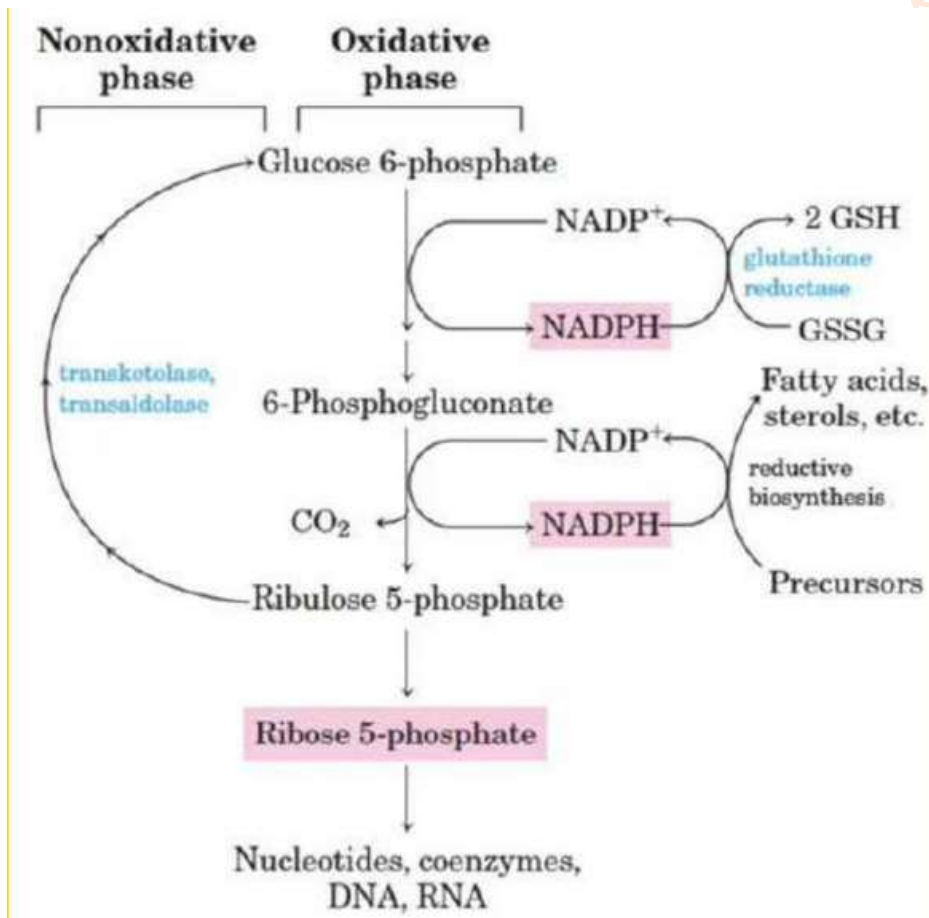 Nonoxidative
phase
Oxidative
phase
Glucose 6-phosphate
NADP+
2 GSH
glutathione
reductase
NADPH
GSSG
transkotolase,
transaldolase
6-Phosphogluconate
Fatty acids,
sterols, etc.
NADP+
reductive
biosynthesis
CO2
NADPH
Precursors
Ribulose 5-phosphate
Ribose 5-phosphate
Nucleotides, coenzymes,
DNA, RNA